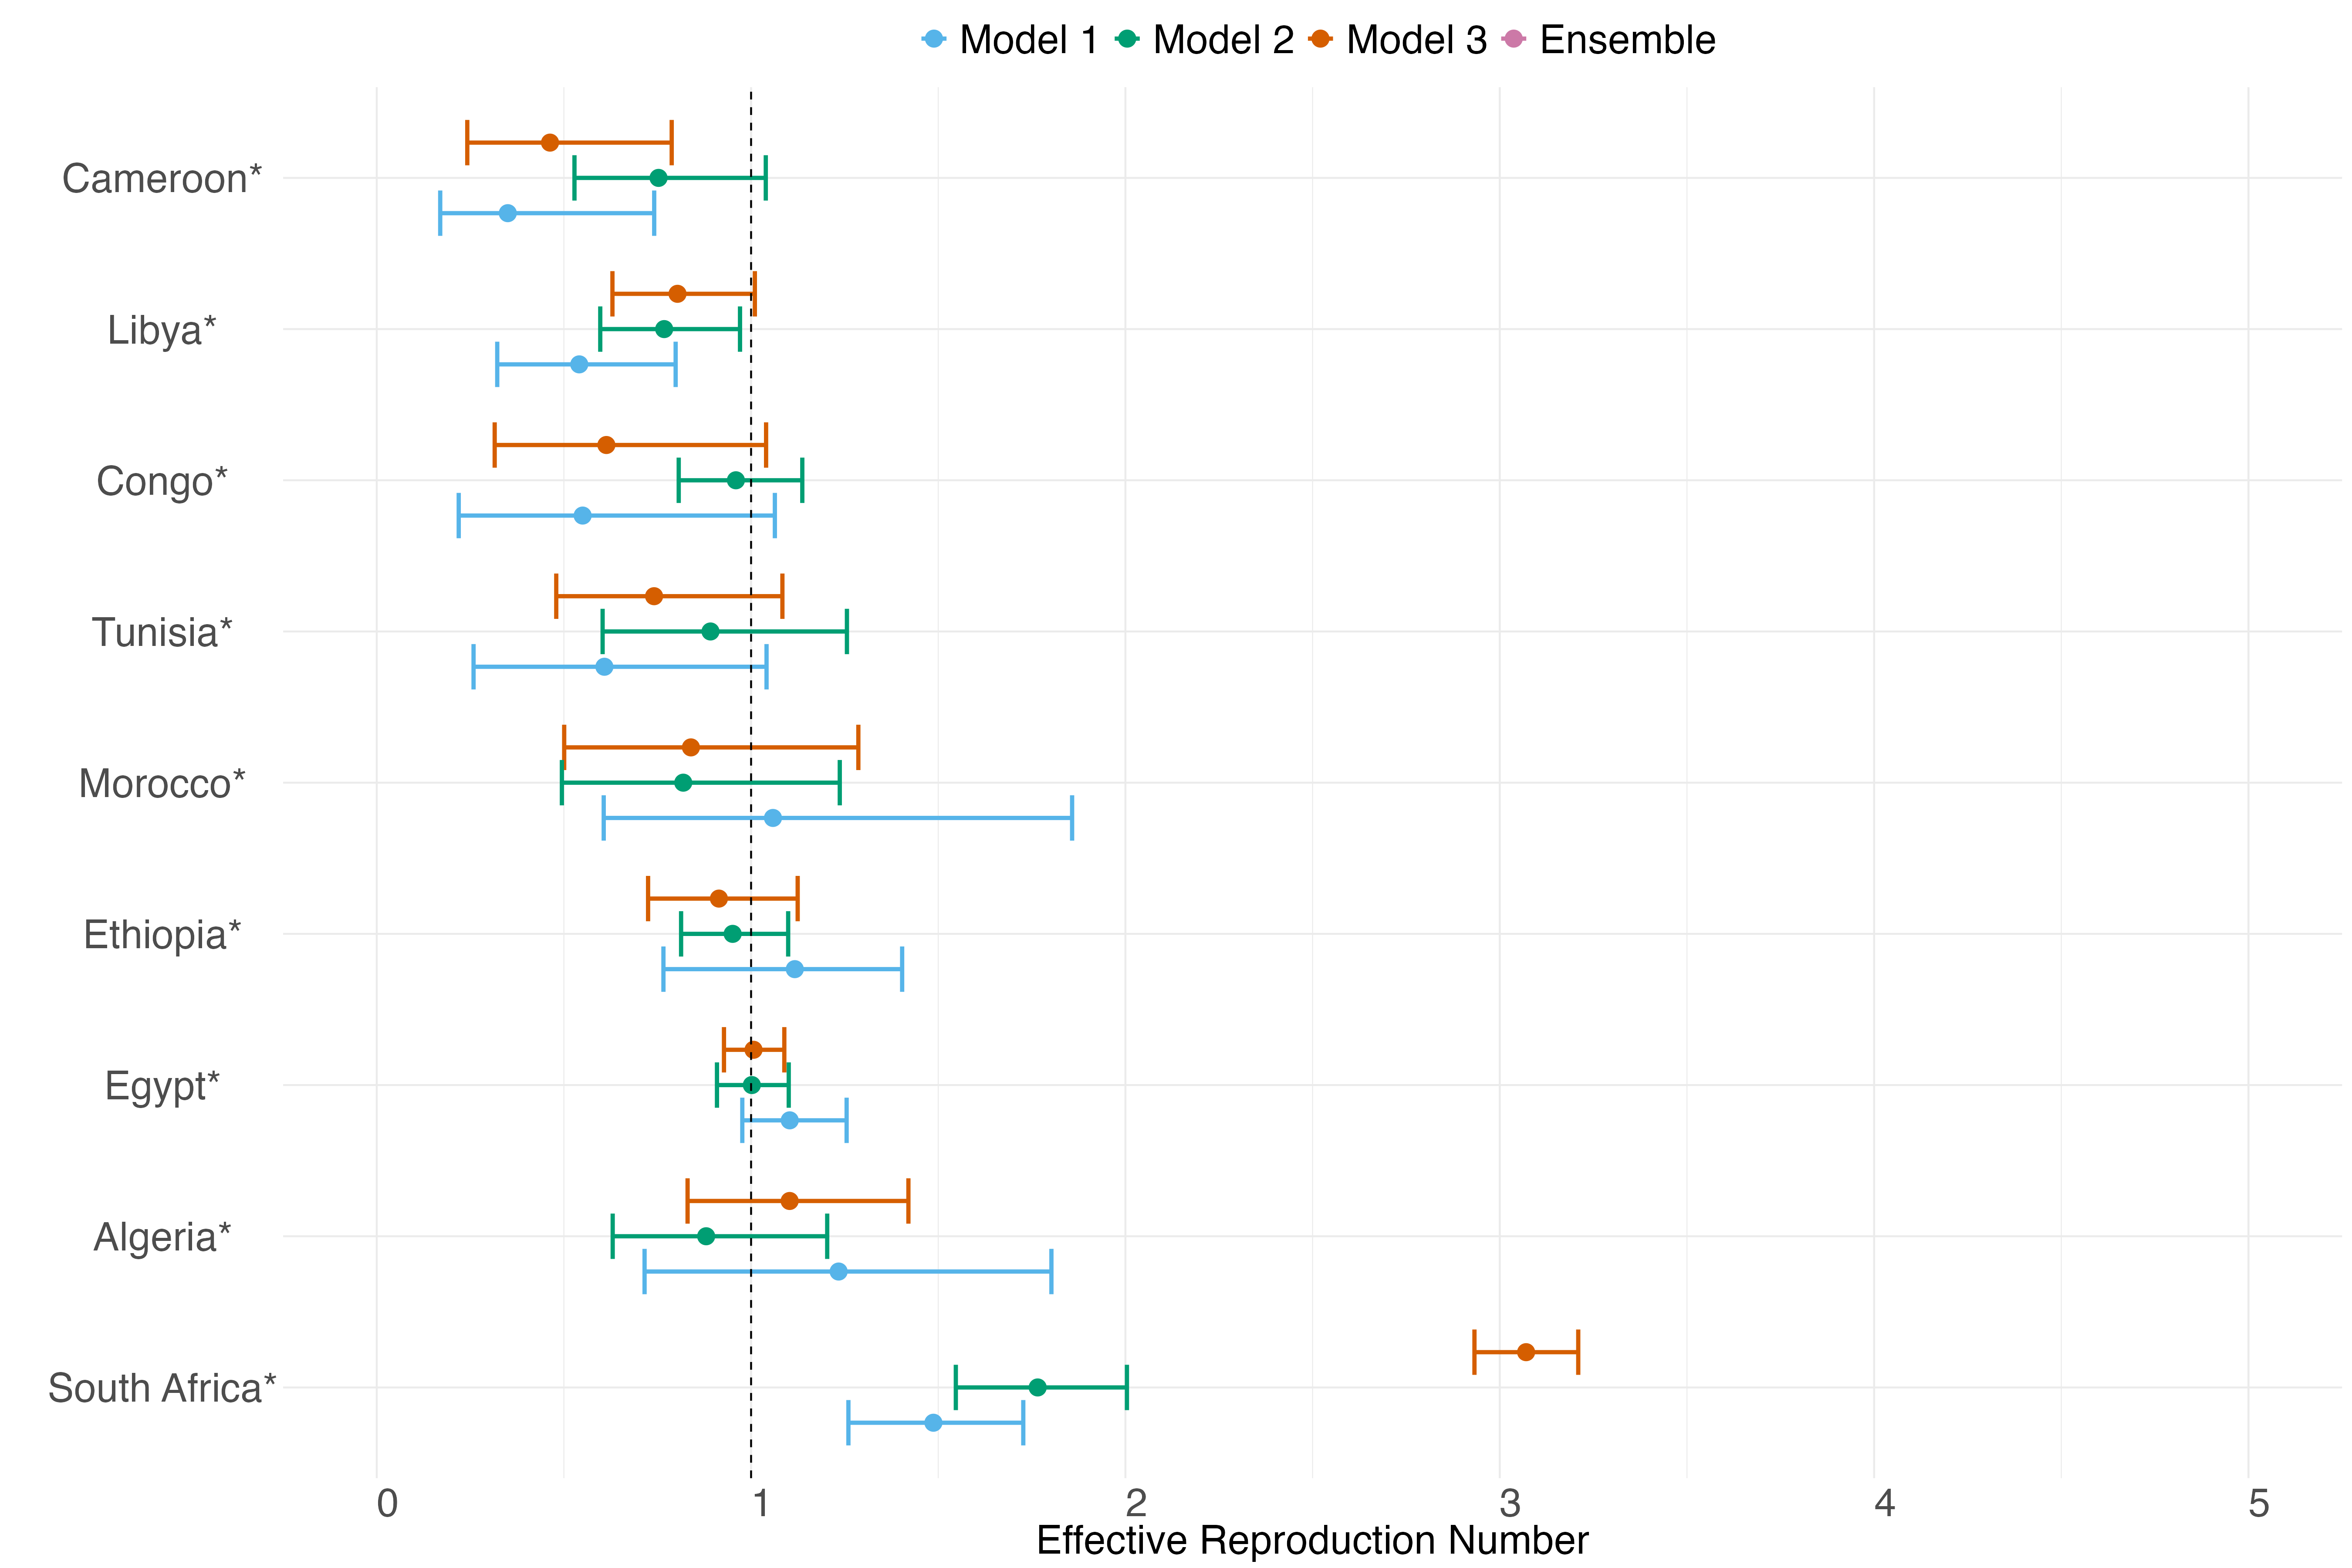 Model 1 Model 2 Model 3 Ensemble
Cameroon*
Libya*
Congo*
Tunisia*
Morocco*
Ethiopia*
Egypt*
Algeria*
South Africa*
0 1 2 3 4 5
Effective Reproduction Number